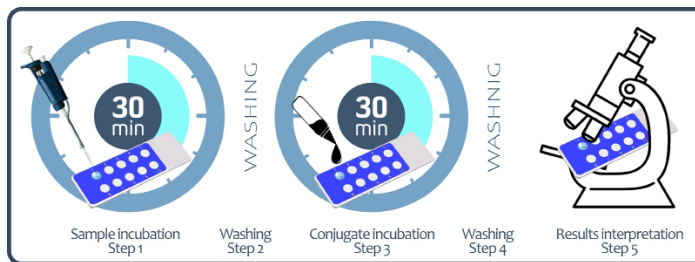 30
min
WASHING
30
min
WASHNIG
Sample incubation
Step 1
Washing
Step 2
Conjugate incubation
Step 3
Washing
Step 4
Results interpretation
Step 5